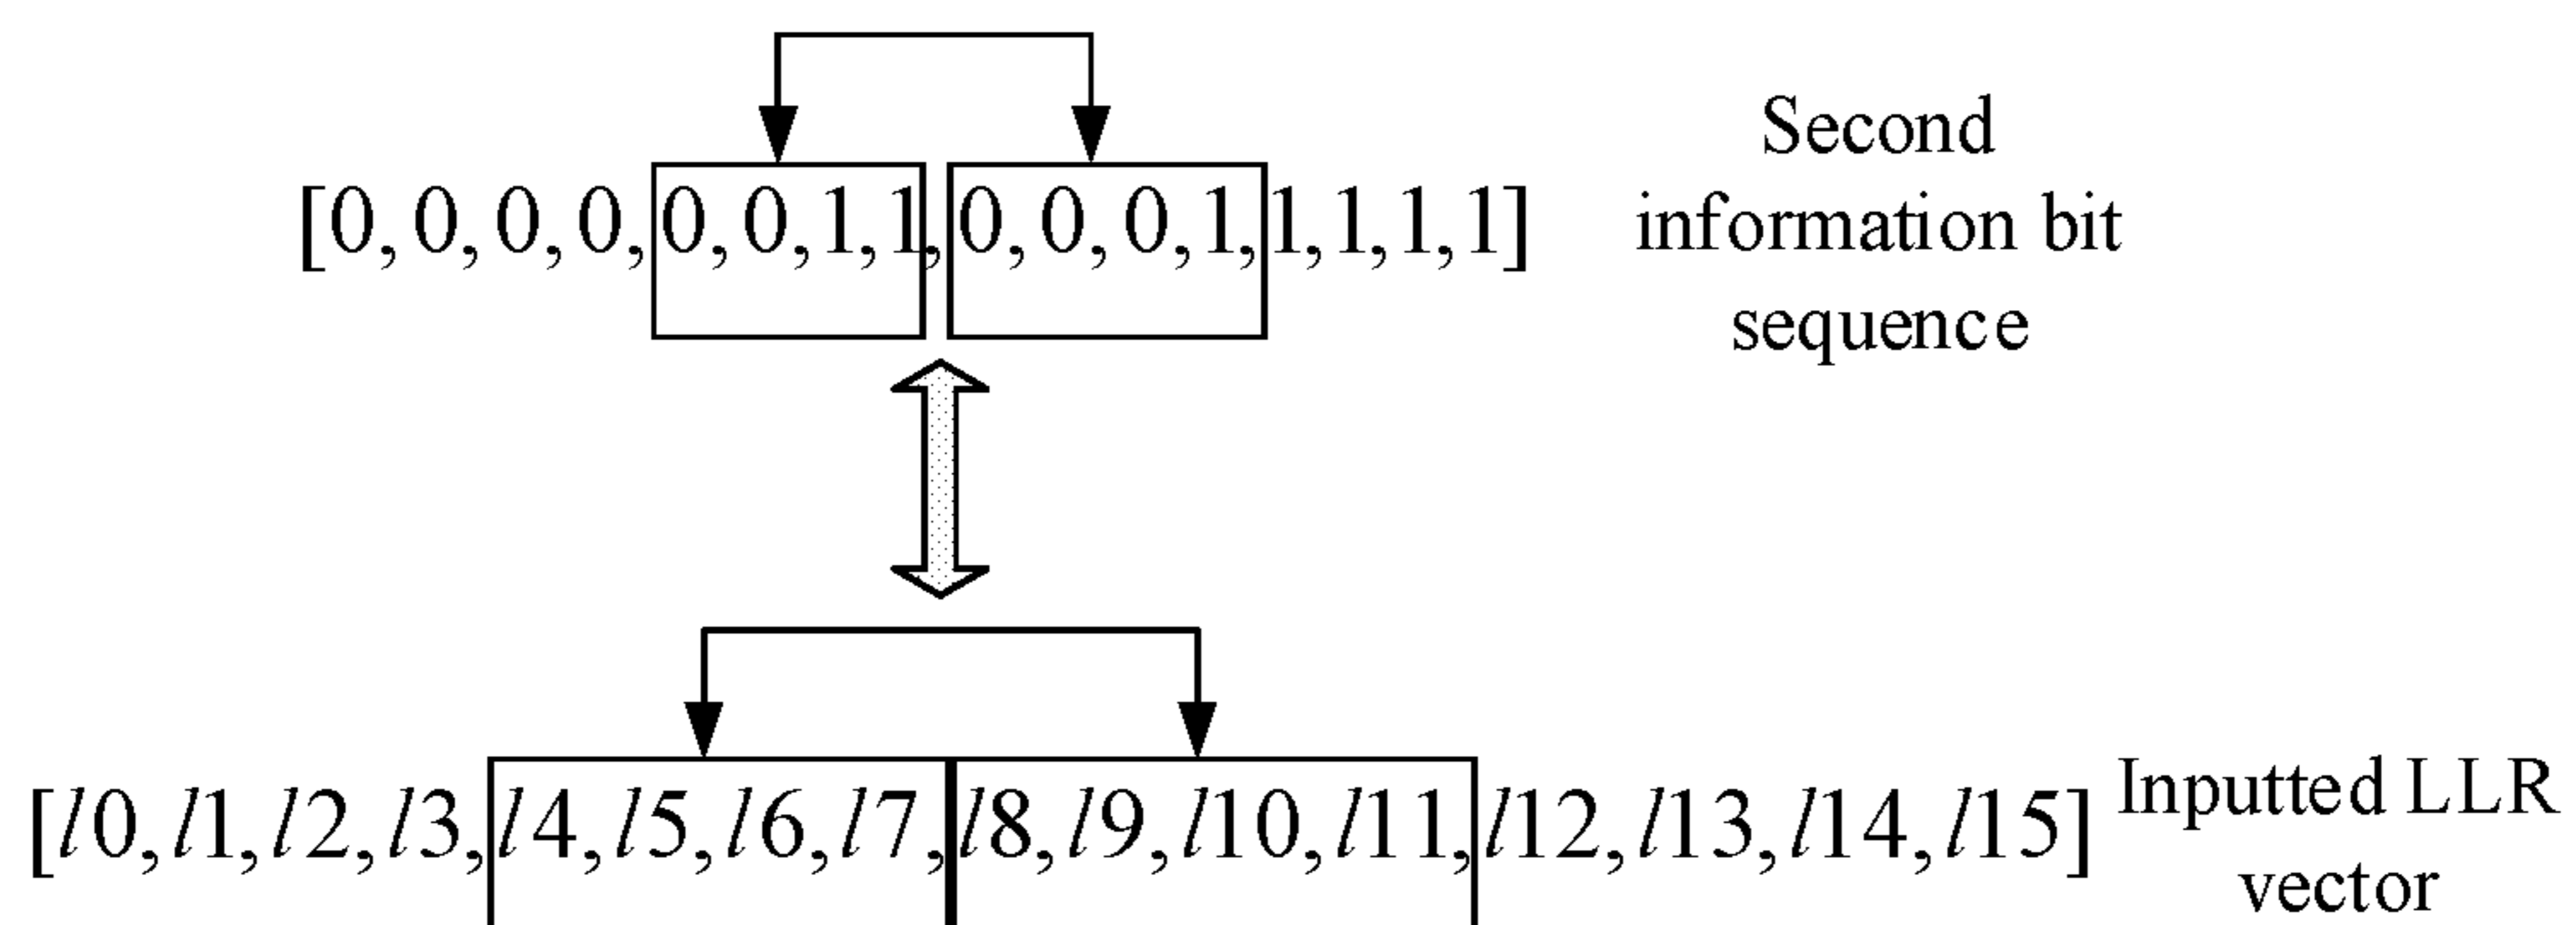 [0, 0, 0, 0, 0, 0, 1, 1, 0, 0, 0, 1, 1, 1, 1, 1]
Second
information bit
sequence
[l0, l1, l2, l3, l4, l5, l6, l7, l8, l9, l10, l11, l12, l13, l14, l15]
Inputted LLR
vector